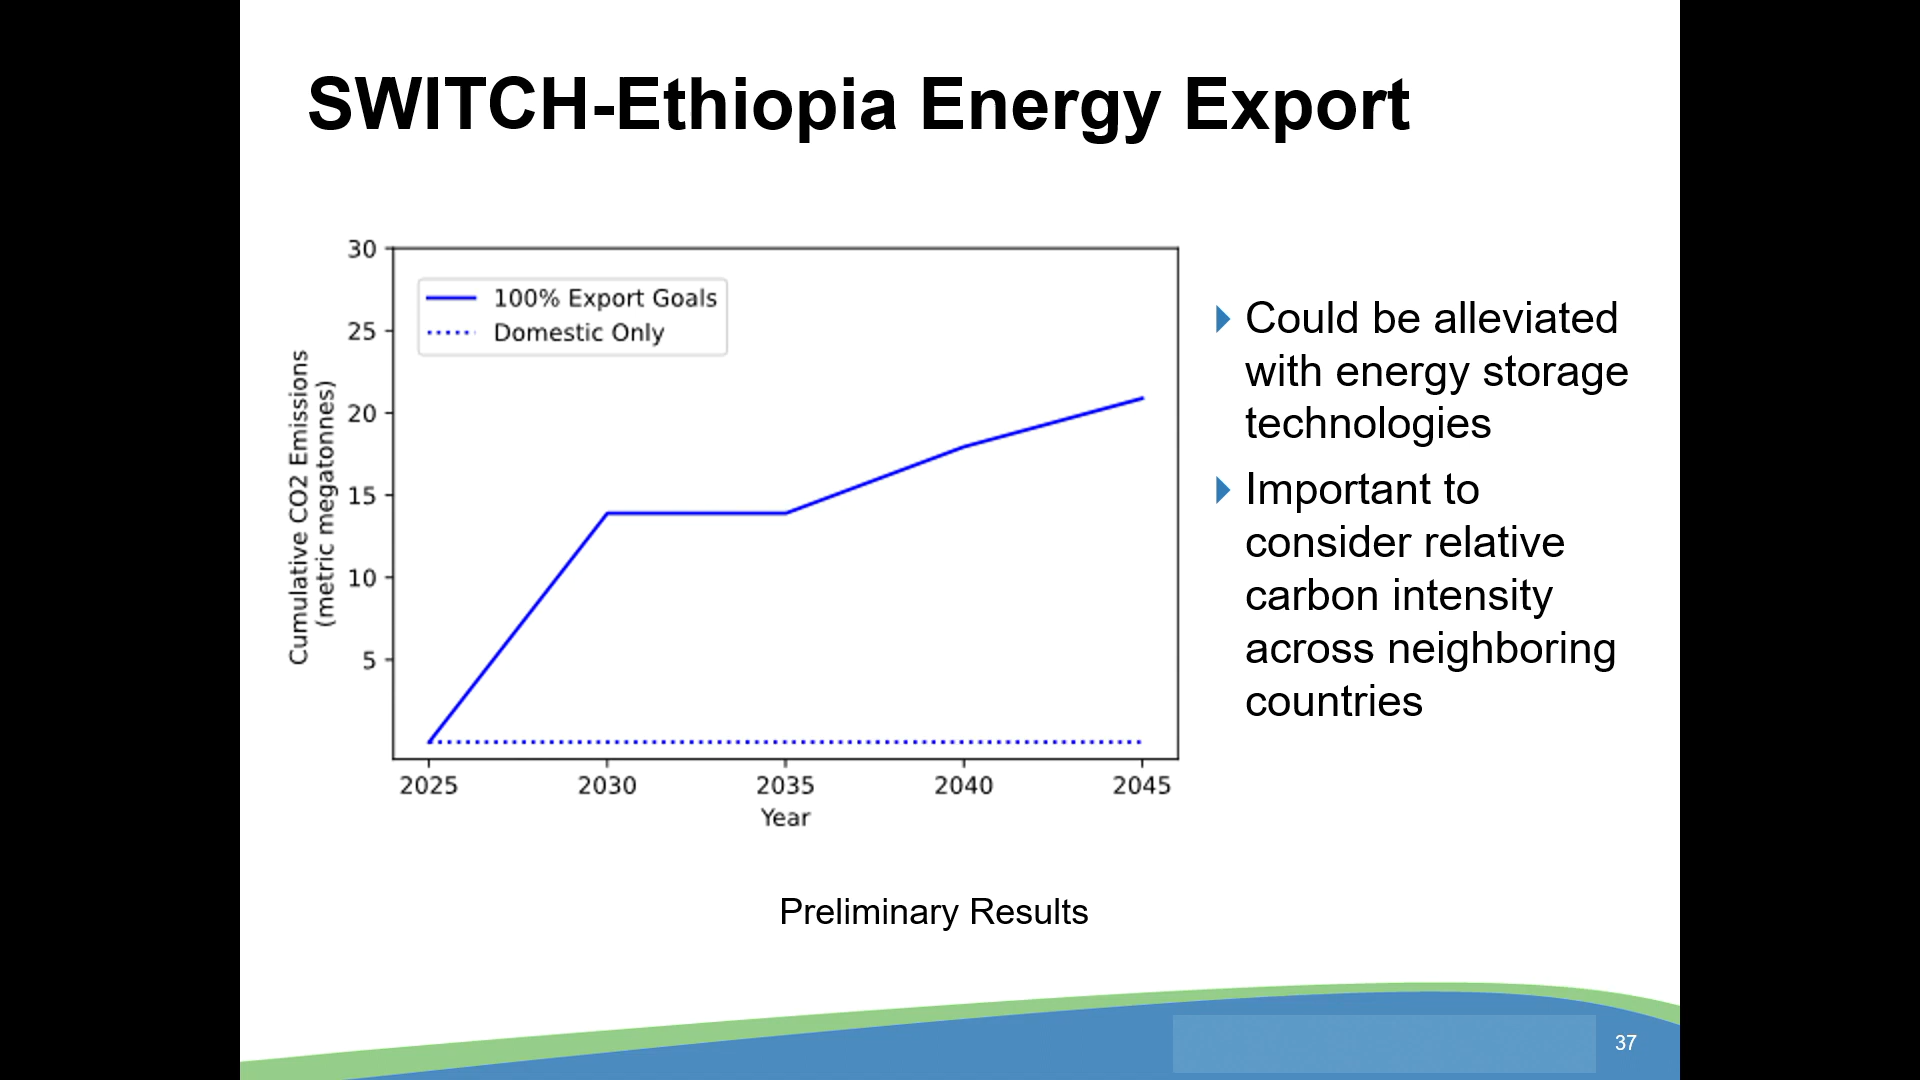 SWITCH-Ethiopia Energy Export
30
25
20
15
10
5
Cumulative CO2 Emissions
(metric megatonnes)
100% Export Goals
Domestic Only
2025 2030 2035 2040 2045
Year
Could be alleviated
with energy storage
technologies
Important to
consider relative
carbon intensity
across neighboring
countries
Preliminary Results
37